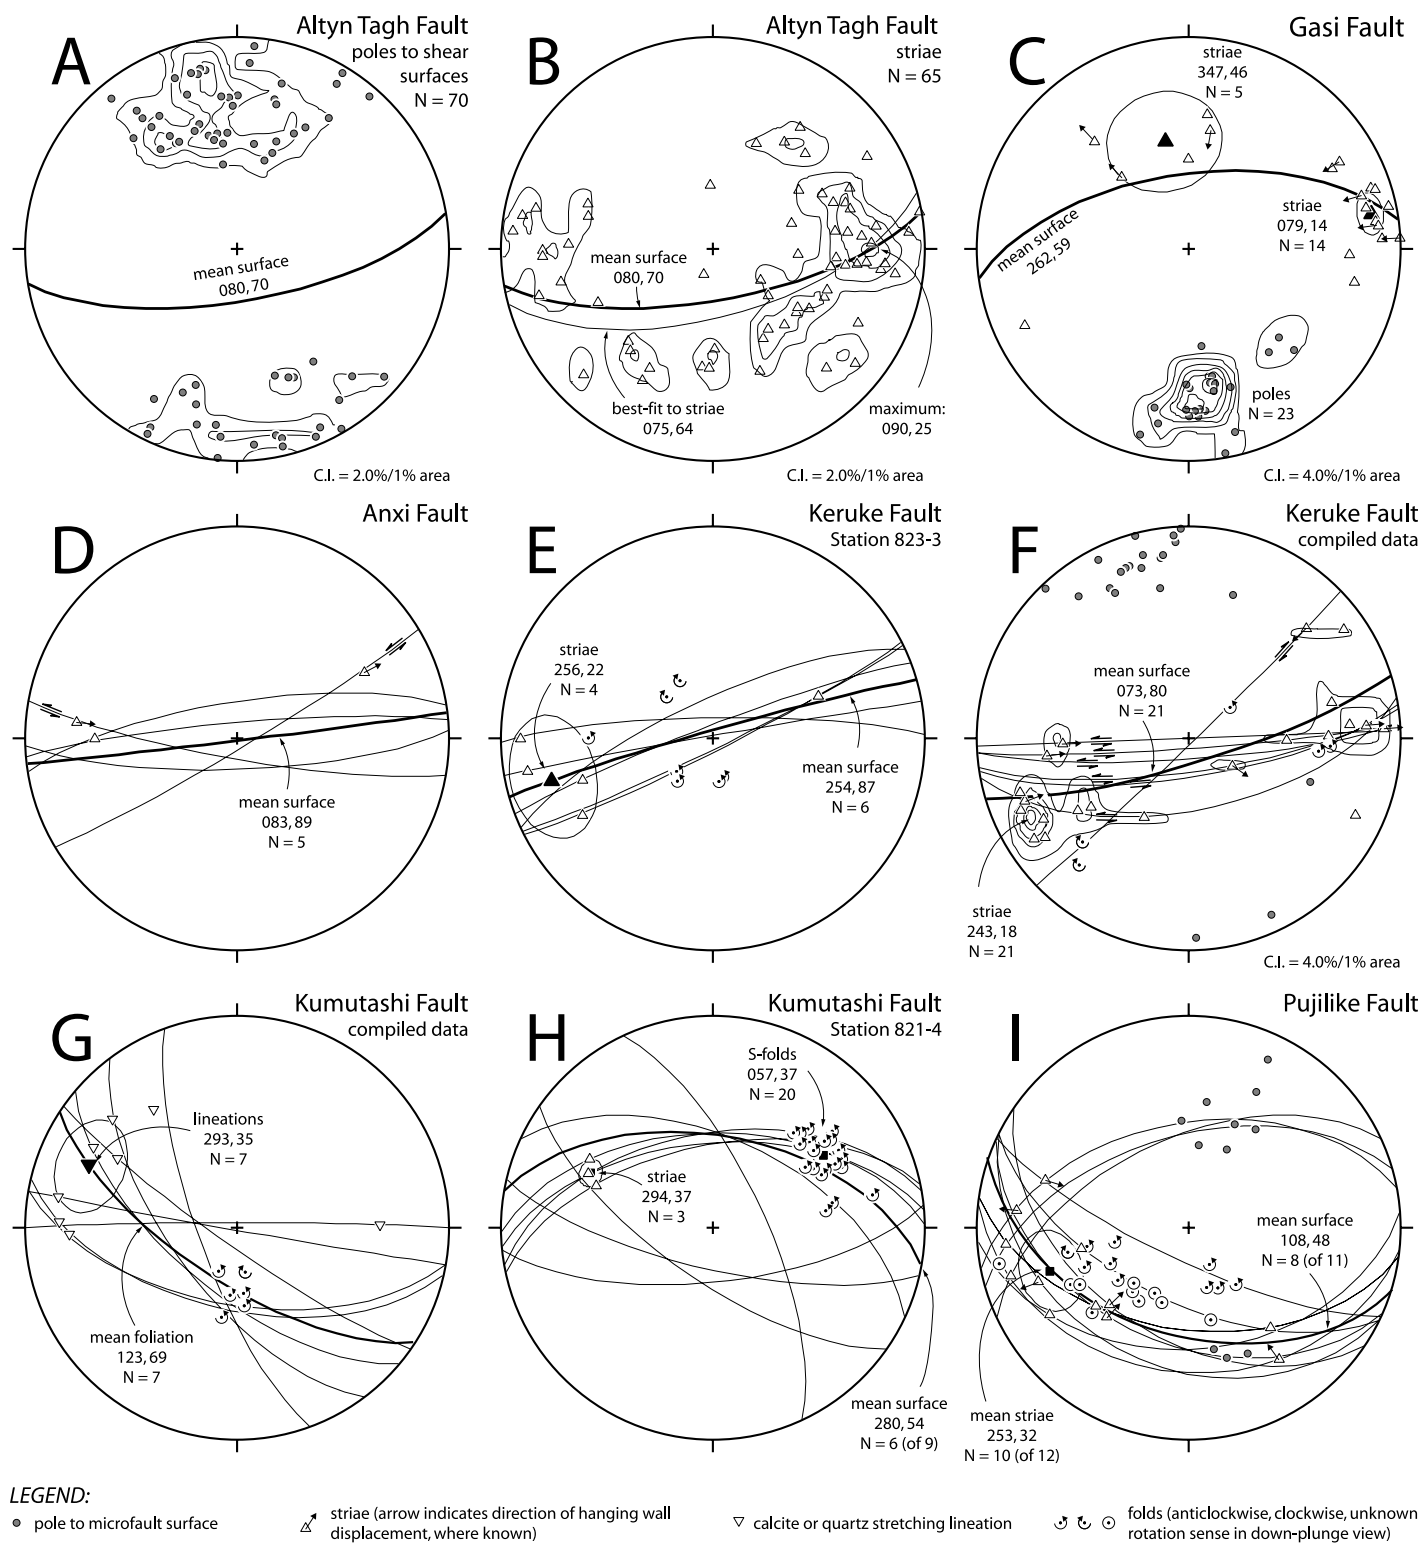 A
Altyn Tagh Fault
poles to shear
surfaces
N = 70
mean surface
080, 70
C.I. = 2.0%/1% area
B
Altyn Tagh Fault
striae
N = 65
mean surface
080, 70
best-fit to striae
075, 64
maximum:
090, 25
C.I. = 2.0%/1% area
C
Gasi Fault
striae
347, 46
N = 5
mean surface
262, 59
striae
079, 14
N = 14
poles
N = 23
C.I. = 4.0%/1% area
D
Anxi Fault
mean surface
083, 89
N = 5
E
Keruke Fault
Station 823-3
striae
256, 22
N = 4
mean surface
254, 87
N = 6
F
Keruke Fault
compiled data
mean surface
073, 80
N = 21
striae
243, 18
N = 21
C.I. = 4.0%/1% area
G
Kumutashi Fault
compiled data
lineations
293, 35
N = 7
mean foliation
123, 69
N = 7
H
Kumutashi Fault
Station 821-4
S-folds
057, 37
N = 20
striae
294, 37
N = 3
mean surface
280, 54
N = 6 (of 9)
I
Pujilike Fault
mean surface
108, 48
N = 8 (of 11)
mean striae
253, 32
N = 10 (of 12)
LEGEND:
pole to microfault surface
striae (arrow indicates direction of hanging wall
displacement, where known)
calcite or quartz stretching lineation
folds (anticlockwise, clockwise, unknown
rotation sense in down-plunge view)